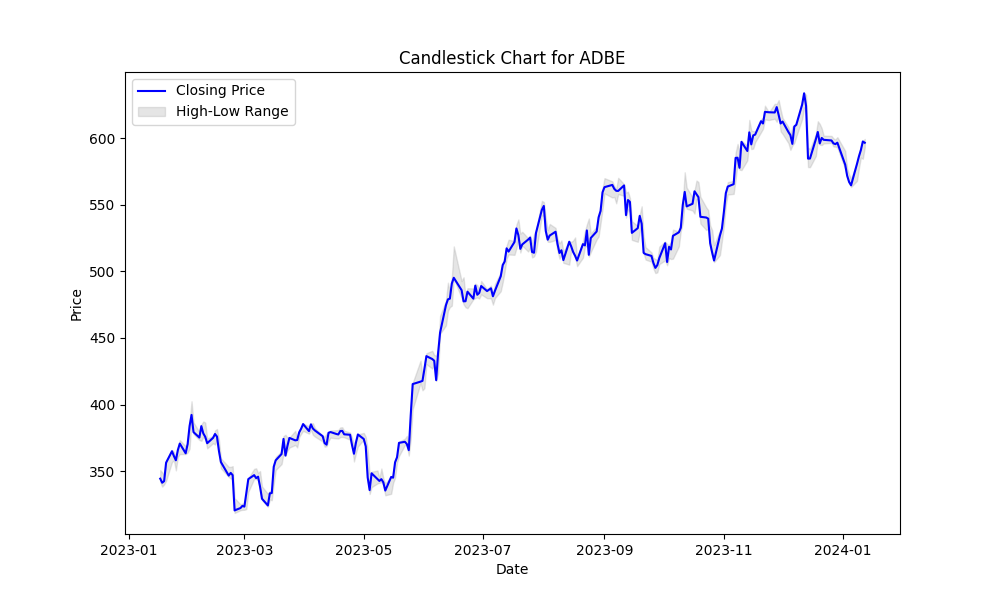 Candlestick Chart for ADBE
Closing Price
High-Low Range
600
550
500
450
400
350
Price
2023-01 2023-03 2023-05 2023-07 2023-09 2023-11 2024-01
Date